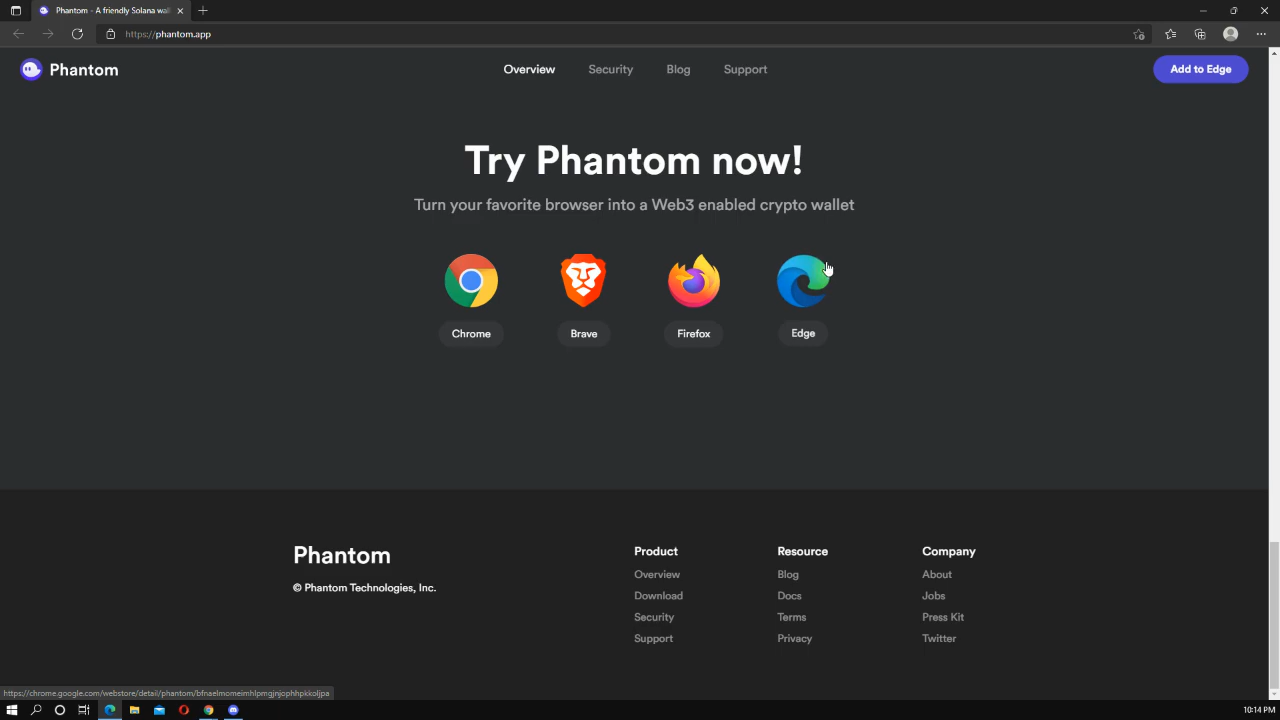 Phantom - A friendly Solana wal
https://phantom.app
Phantom
Overview
Security
Blog
Support
Add to Edge
Try Phantom now!
Turn your favorite browser into a Web3 enabled crypto wallet
Chrome
Brave
Firefox
Edge
Phantom
© Phantom Technologies, Inc.
Product
Overview
Download
Security
Support
Resource
Blog
Docs
Terms
Privacy
Company
About
Jobs
Press Kit
Twitter
https://chrome.google.com/webstore/detail/phantom/bfnaelmomeimhlpmgjnjophhpkkoljpa
10:14 PM